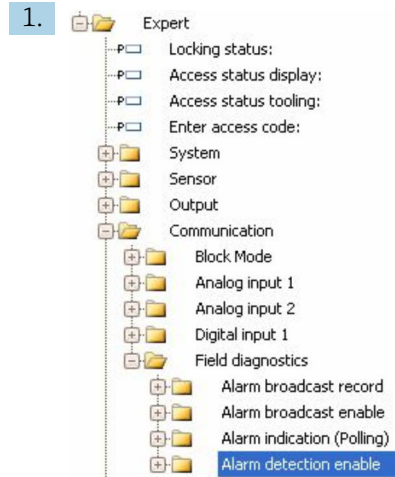 1.
Expert
P Locking status:
P Access status display:
P Access status tooling:
P Enter access code:
System
Sensor
Output
Communication
Block Mode
Analog input 1
Analog input 2
Digital input 1
Field diagnostics
Alarm broadcast record
Alarm broadcast enable
Alarm indication (Polling)
Alarm detection enable